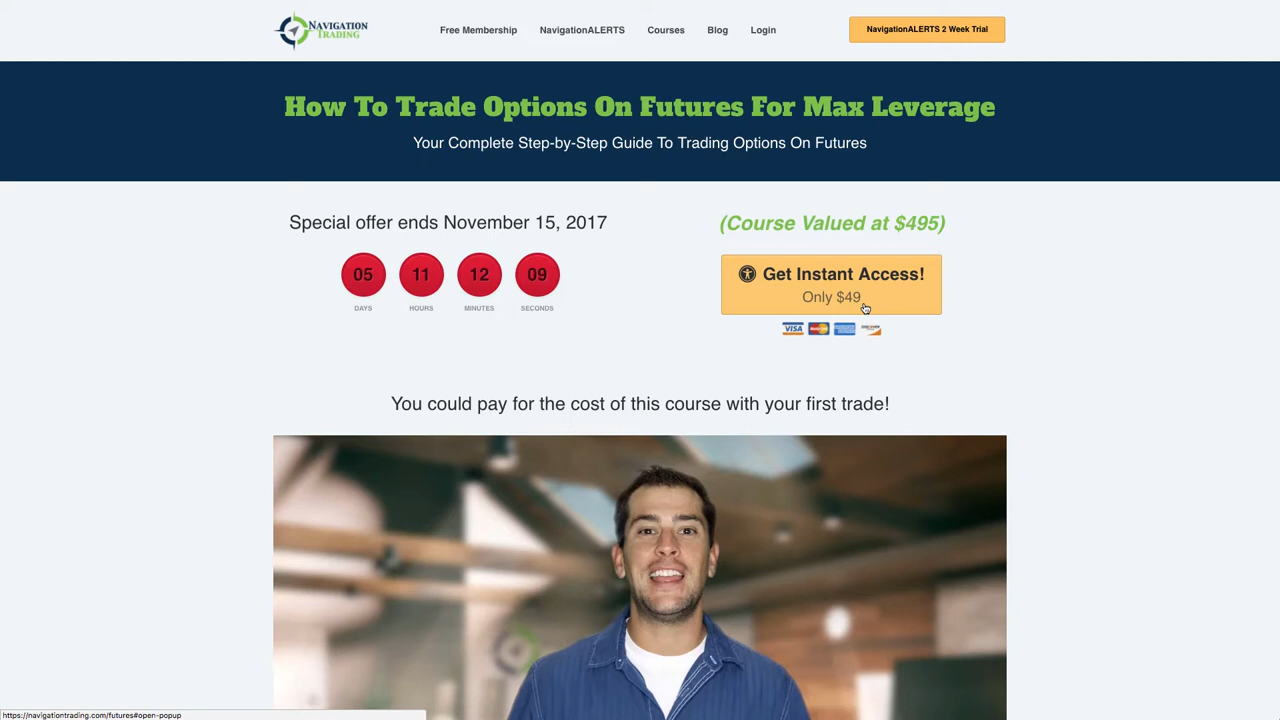 NAVIGATION
TRADING
Free Membership
NavigationALERTS
Courses
Blog
Login
NavigationALERTS 2 Week Trial
How To Trade Options On Futures For Max Leverage
Your Complete Step-by-Step Guide To Trading Options On Futures
Special offer ends November 15, 2017
05
11
12
09
DAYS
HOURS
MINUTES
SECONDS
(Course Valued at $495)
Get Instant Access!
Only $49
VISA
MasterCard
DISCOVER
You could pay for the cost of this course with your first trade!
https://navigationtrading.com/futures#open-popup